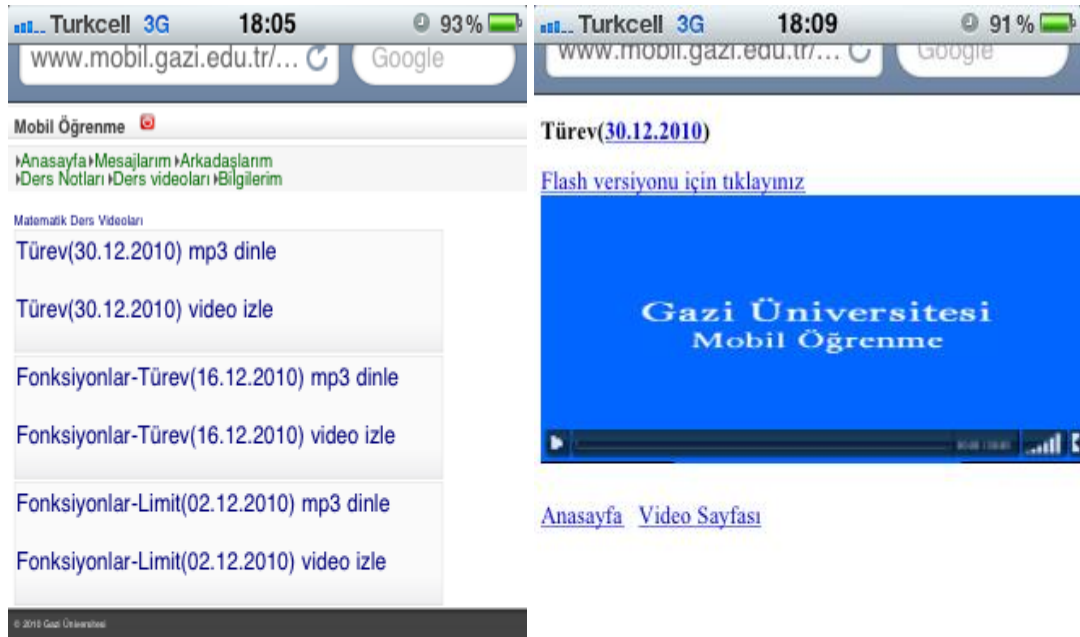 Turkcell 3G 18:05 93%
www.mobil.gazi.edu.tr/... Google
Mobil Öğrenme
Anasayfa Mesajlarım Arkadaşlarım
Ders Notları Ders videoları Bilgilerim
Matematik Ders Videoları
Türev(30.12.2010) mp3 dinle
Türev(30.12.2010) video izle
Fonksiyonlar-Türev(16.12.2010) mp3 dinle
Fonksiyonlar-Türev(16.12.2010) video izle
Fonksiyonlar-Limit(02.12.2010) mp3 dinle
Fonksiyonlar-Limit(02.12.2010) video izle
© 2010 Gazi Üniversitesi
Turkcell 3G 18:09 91%
www.mobil.gazi.edu.tr/... Google
Türev(30.12.2010)
Flash versiyonu için tıklayınız
Gazi Üniversitesi
Mobil Öğrenme
Anasayfa Video Sayfası